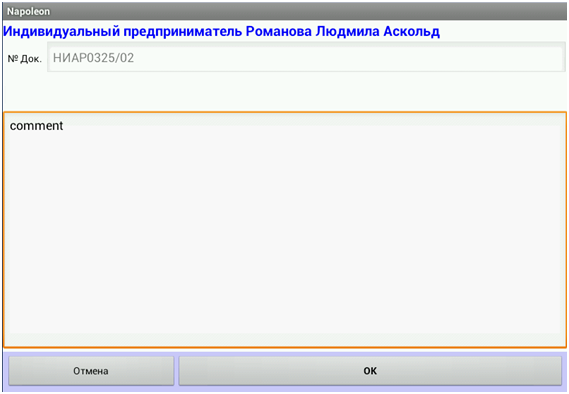 Napoleon
Индивидуальный предприниматель Романова Людмила Аскольд
№ Док. НИАР0325/02
comment
Отмена OK